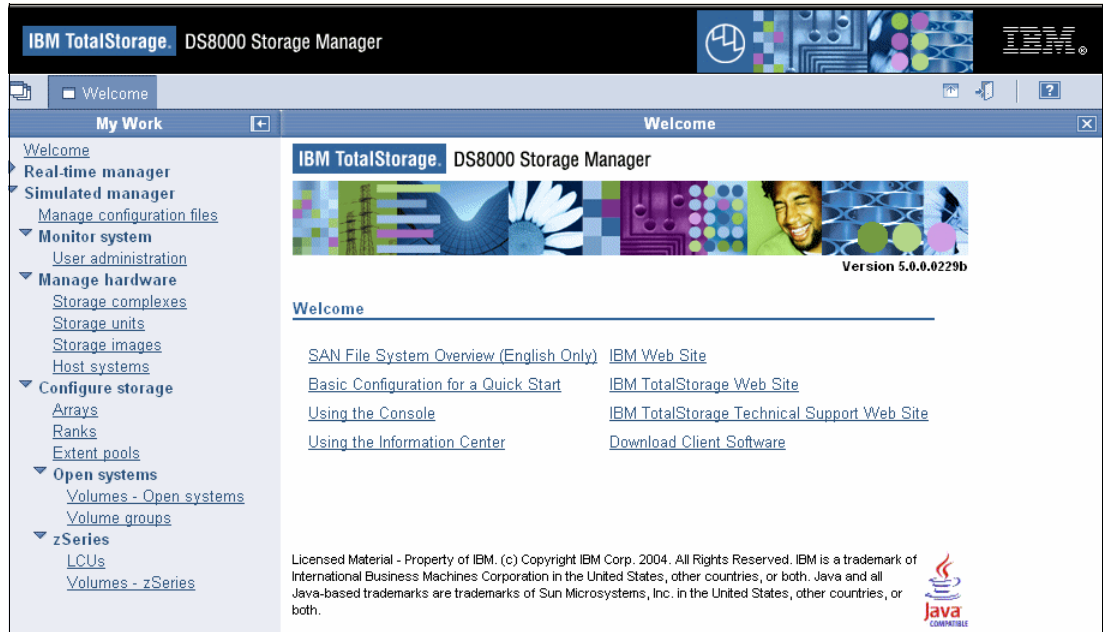 IBM TotalStorage. DS8000 Storage Manager
IBM®
Welcome
?
My Work
Welcome
Welcome
Real-time manager
Simulated manager
Manage configuration files
Monitor system
User administration
Manage hardware
Storage complexes
Storage units
Storage images
Host systems
Configure storage
Arrays
Ranks
Extent pools
Open systems
Volumes - Open systems
Volume groups
zSeries
LCUs
Volumes - zSeries
IBM TotalStorage. DS8000 Storage Manager
Version 5.0.0.0229b
Welcome
SAN File System Overview (English Only)
IBM Web Site
Basic Configuration for a Quick Start
IBM TotalStorage Web Site
Using the Console
IBM TotalStorage Technical Support Web Site
Using the Information Center
Download Client Software
Licensed Material - Property of IBM. (c) Copyright IBM Corp. 2004. All Rights Reserved. IBM is a trademark of
International Business Machines Corporation in the United States, other countries, or both. Java and all
Java-based trademarks are trademarks of Sun Microsystems, Inc. in the United States, other countries, or
both.
Java
COMPATIBLE